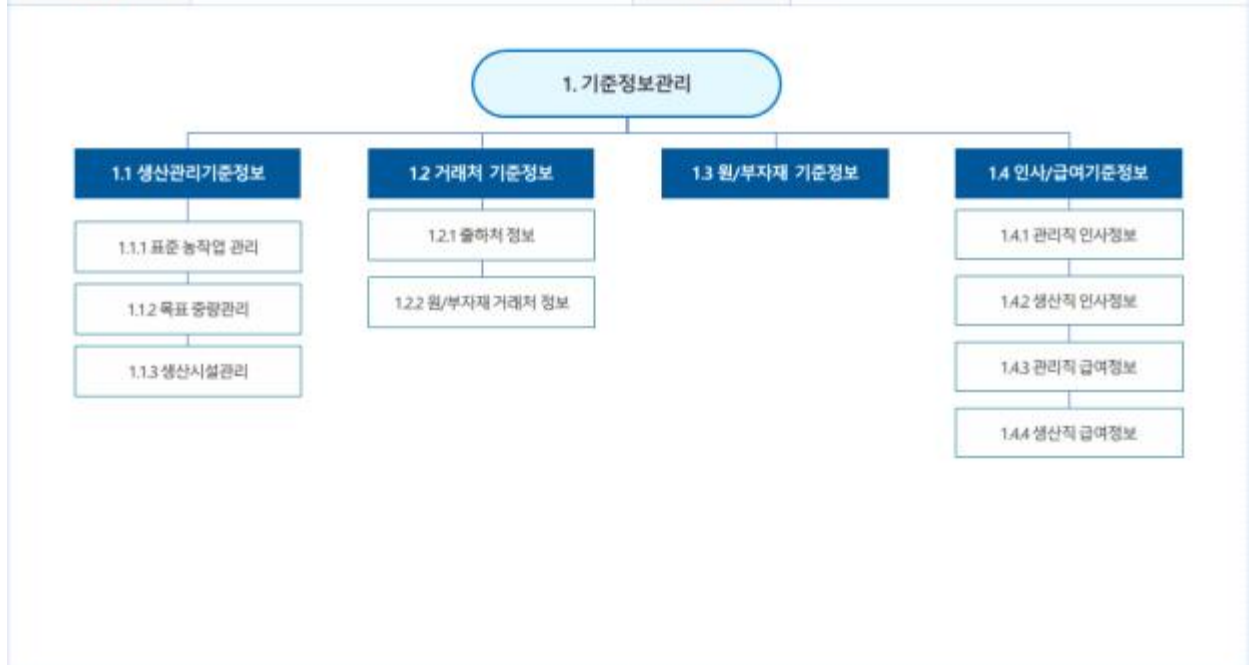 1. 기준정보관리
1.1 생산관리기준정보
1.1.1 표준 농작업 관리
1.1.2 목표 중량관리
1.1.3 생산시설관리
1.2 거래처 기준정보
1.2.1 출하처 정보
1.2.2 원/부자재 거래처 정보
1.3 원/부자재 기준정보
1.4 인사/급여기준정보
1.4.1 관리직 인사정보
1.4.2 생산직 인사정보
1.4.3 관리직 급여정보
1.4.4 생산직 급여정보